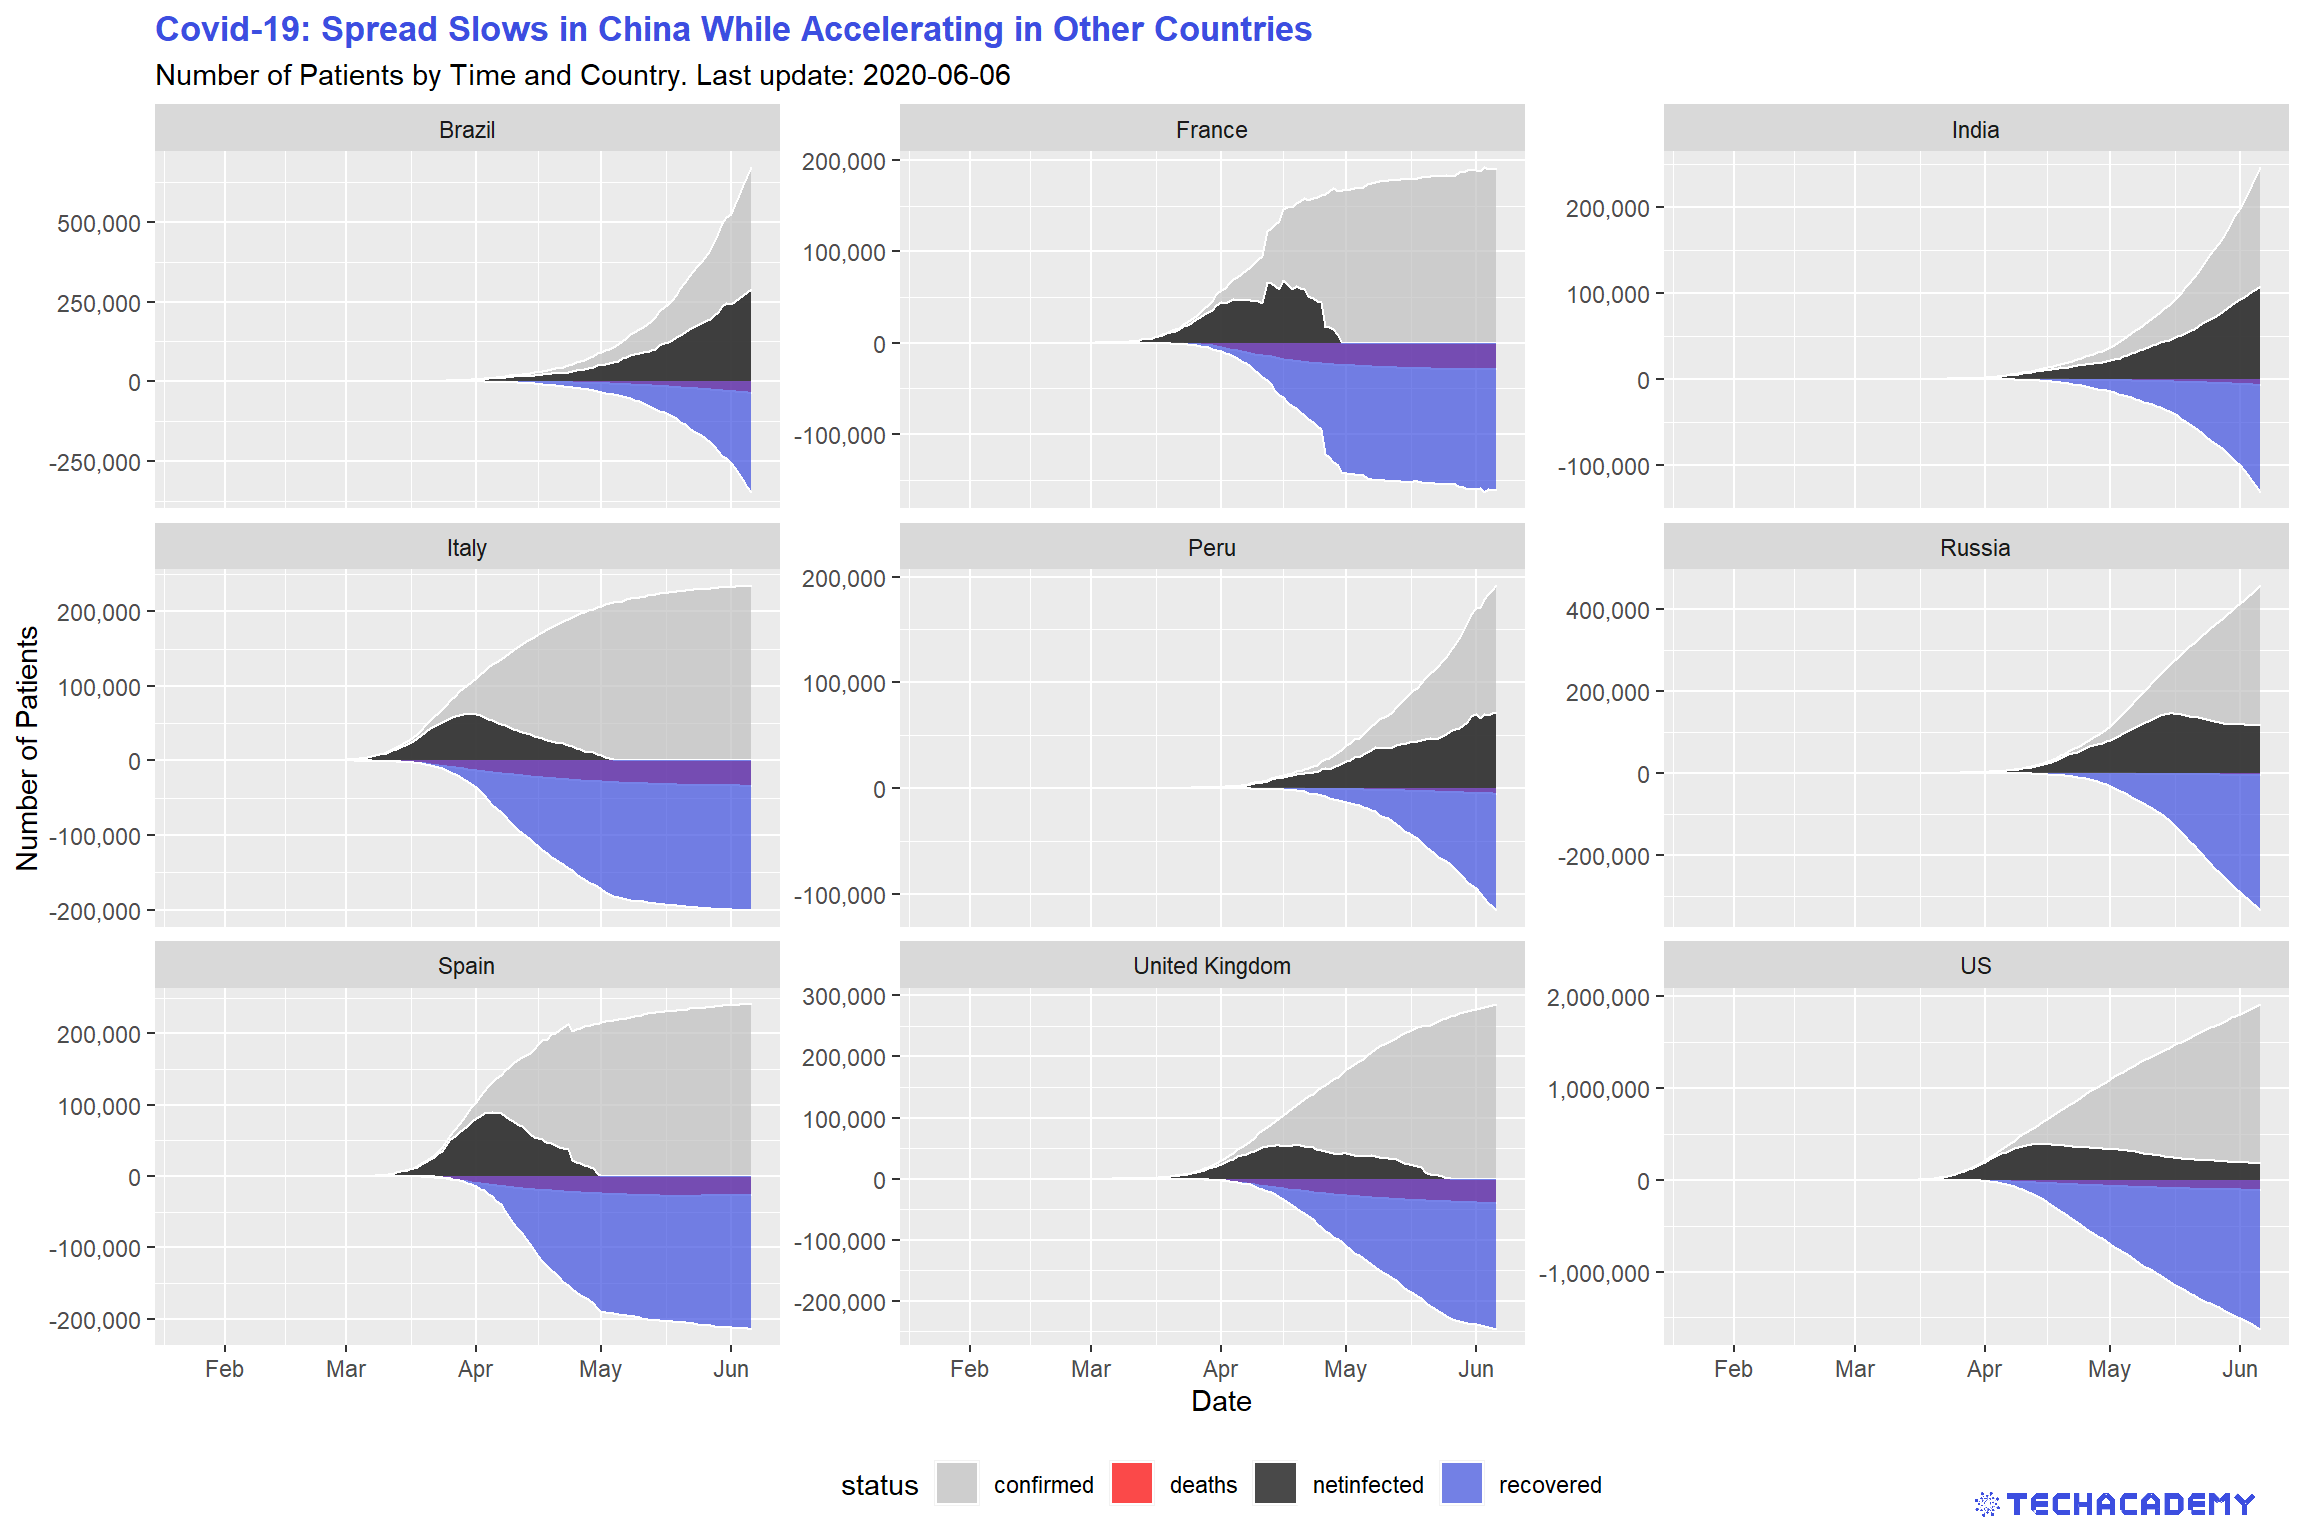 Covid-19: Spread Slows in China While Accelerating in Other Countries
Number of Patients by Time and Country. Last update: 2020-06-06
Brazil
500,000
250,000
0
-250,000
France
200,000
100,000
0
-100,000
India
200,000
100,000
0
-100,000
Number of Patients
Italy
200,000
100,000
0
-100,000
-200,000
Peru
200,000
100,000
0
-100,000
Russia
400,000
200,000
0
-200,000
Spain
200,000
100,000
0
-100,000
-200,000
Feb Mar Apr May Jun
United Kingdom
300,000
200,000
100,000
0
-100,000
-200,000
Feb Mar Apr May Jun
US
2,000,000
1,000,000
0
-1,000,000
Feb Mar Apr May Jun
Date
status confirmed deaths netinfected recovered
TECHACADEMY